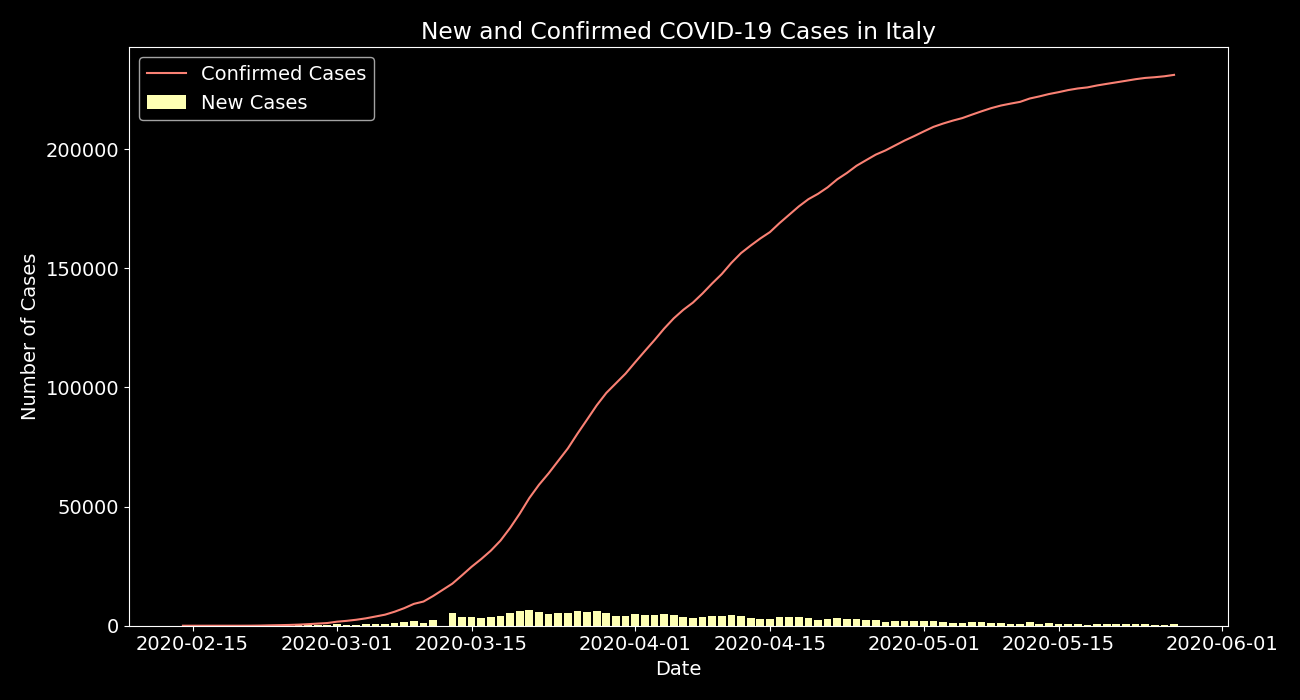 New and Confirmed COVID-19 Cases in Italy
Confirmed Cases
New Cases
Number of Cases
200000
150000
100000
50000
0
2020-02-15 2020-03-01 2020-03-15 2020-04-01 2020-04-15 2020-05-01 2020-05-15 2020-06-01
Date